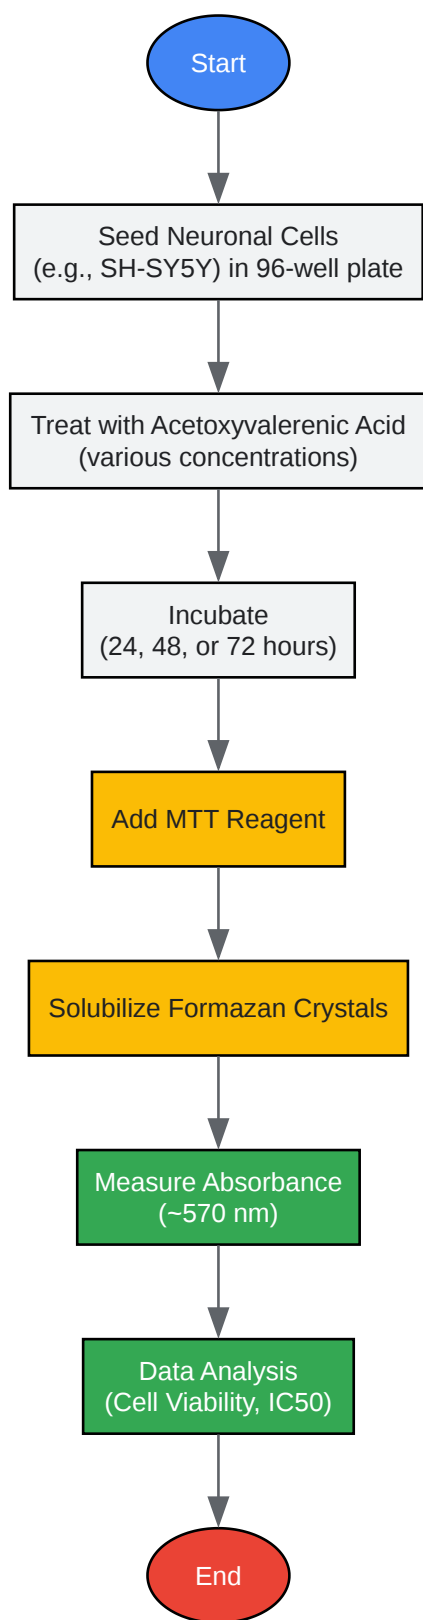 Start
Seed Neuronal Cells
(e.g., SH-SY5Y) in 96-well plate
Treat with Acetoxyvalerenic Acid
(various concentrations)
Incubate
(24, 48, or 72 hours)
Add MTT Reagent
Solubilize Formazan Crystals
Measure Absorbance
(~570 nm)
Data Analysis
(Cell Viability, IC50)
End